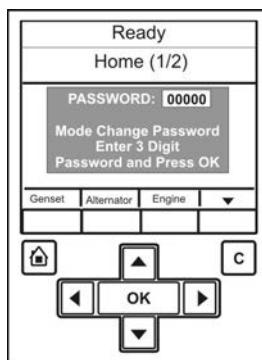 Ready
Home (1/2)
PASSWORD: 00000
Mode Change Password
Enter 3 Digit
Password and Press OK
Genset Alternator Engine
C
OK